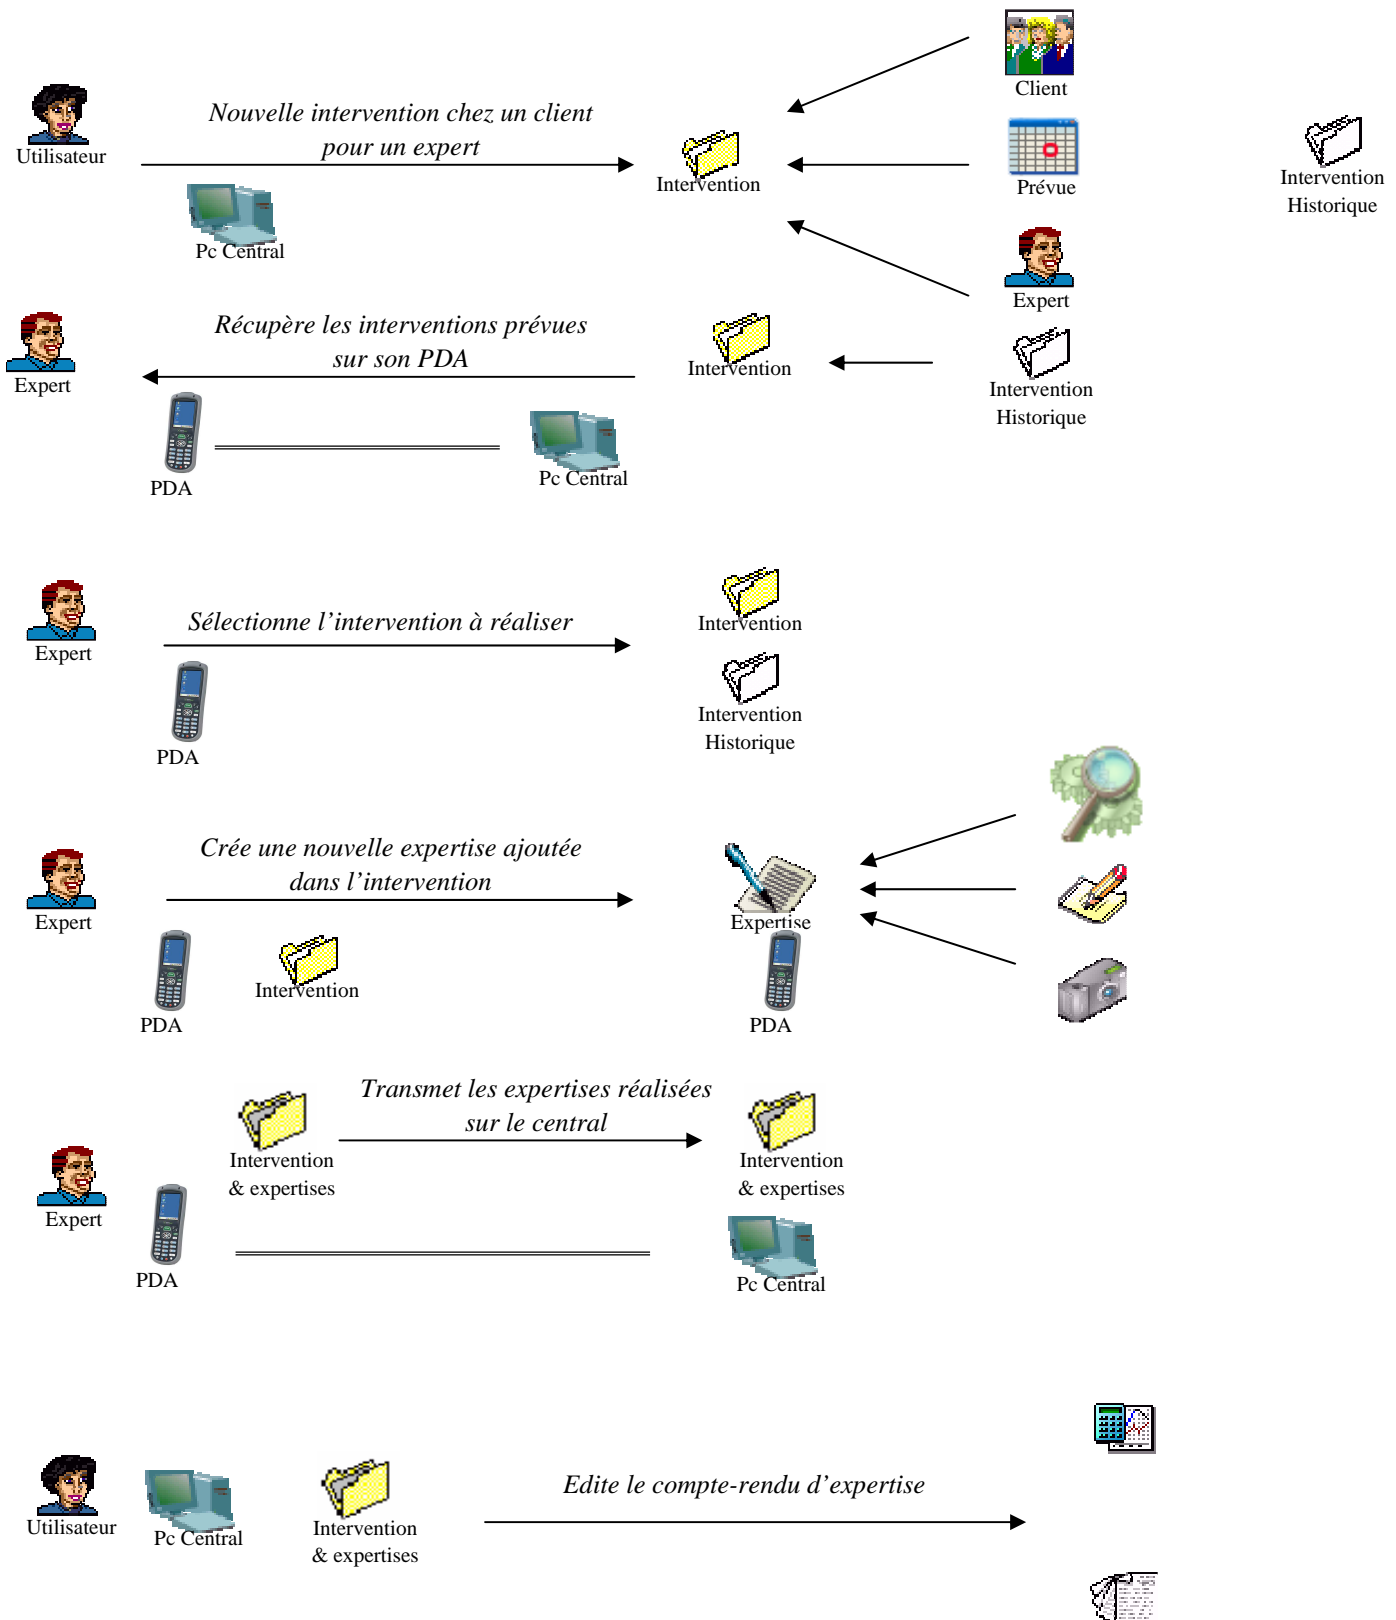 Client
Nouvelle intervention chez un client
pour un expert
Utilisateur
Intervention
Prévue
Intervention
Historique
Pc Central
Expert
Récupère les interventions prévues
sur son PDA
Expert
Intervention
Intervention
Historique
PDA
Pc Central
Sélectionne l’intervention à réaliser
Expert
Intervention
Intervention
Historique
PDA
Crée une nouvelle expertise ajoutée
dans l’intervention
Expert
Expertise
Intervention
PDA
PDA
Transmet les expertises réalisées
sur le central
Intervention
& expertises
Intervention
& expertises
Expert
PDA
Pc Central
Edite le compte-rendu d’expertise
Utilisateur
Pc Central
Intervention
& expertises